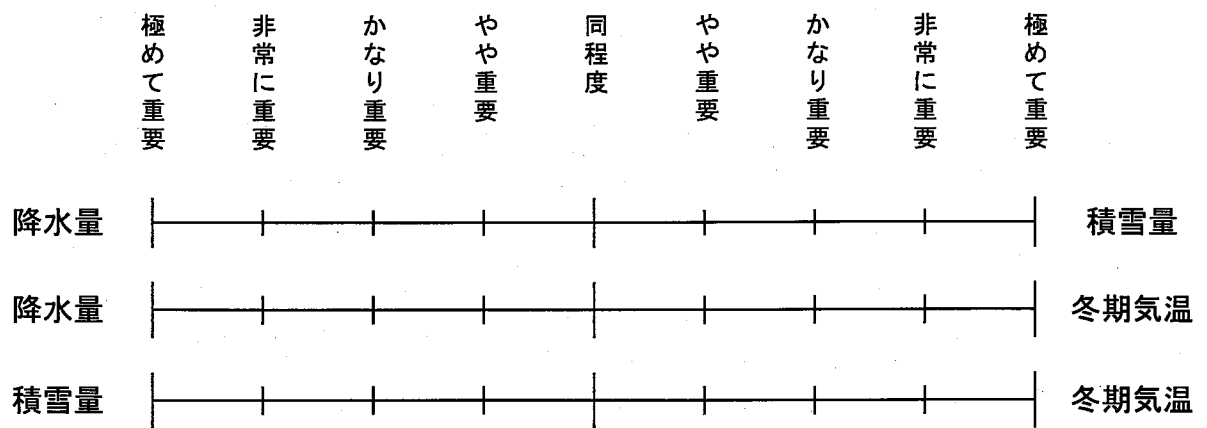 極めて重要
非常に重要
かなり重要
やや重要
同程度
やや重要
かなり重要
非常に重要
極めて重要
降水量 積雪量
降水量 冬期気温
積雪量 冬期気温